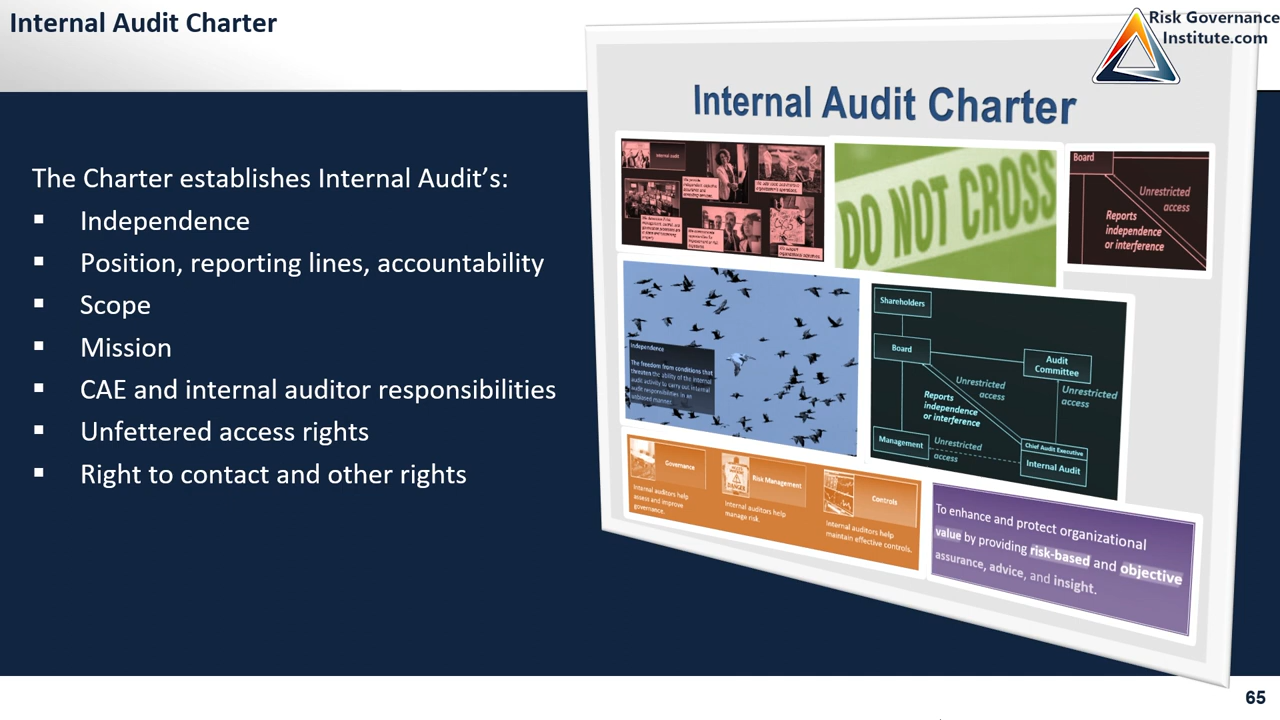 Internal Audit Charter
Risk Governance
Institute.com
The Charter establishes Internal Audit’s:
▪ Independence
▪ Position, reporting lines, accountability
▪ Scope
▪ Mission
▪ CAE and internal auditor responsibilities
▪ Unfettered access rights
▪ Right to contact and other rights
Internal Audit Charter
Internal audit
DO NOT CROSS
Board
Unrestricted
access
Reports
independence
or interference
Independence
The freedom from conditions that
threaten the ability of the internal
audit activity to carry out internal
audit responsibilities in an
unbiased manner.
Shareholders
Board
Audit
Committee
Unrestricted
access
Unrestricted
access
Reports
independence
or interference
Management
Unrestricted
access
Chief Audit Executive
Internal Audit
Governance
Internal auditors help
assess and improve
governance.
Risk Management
Internal auditors help
manage risk.
Controls
Internal auditors help
maintain effective controls.
To enhance and protect organizational
value by providing risk-based and objective
assurance, advice, and insight.
65